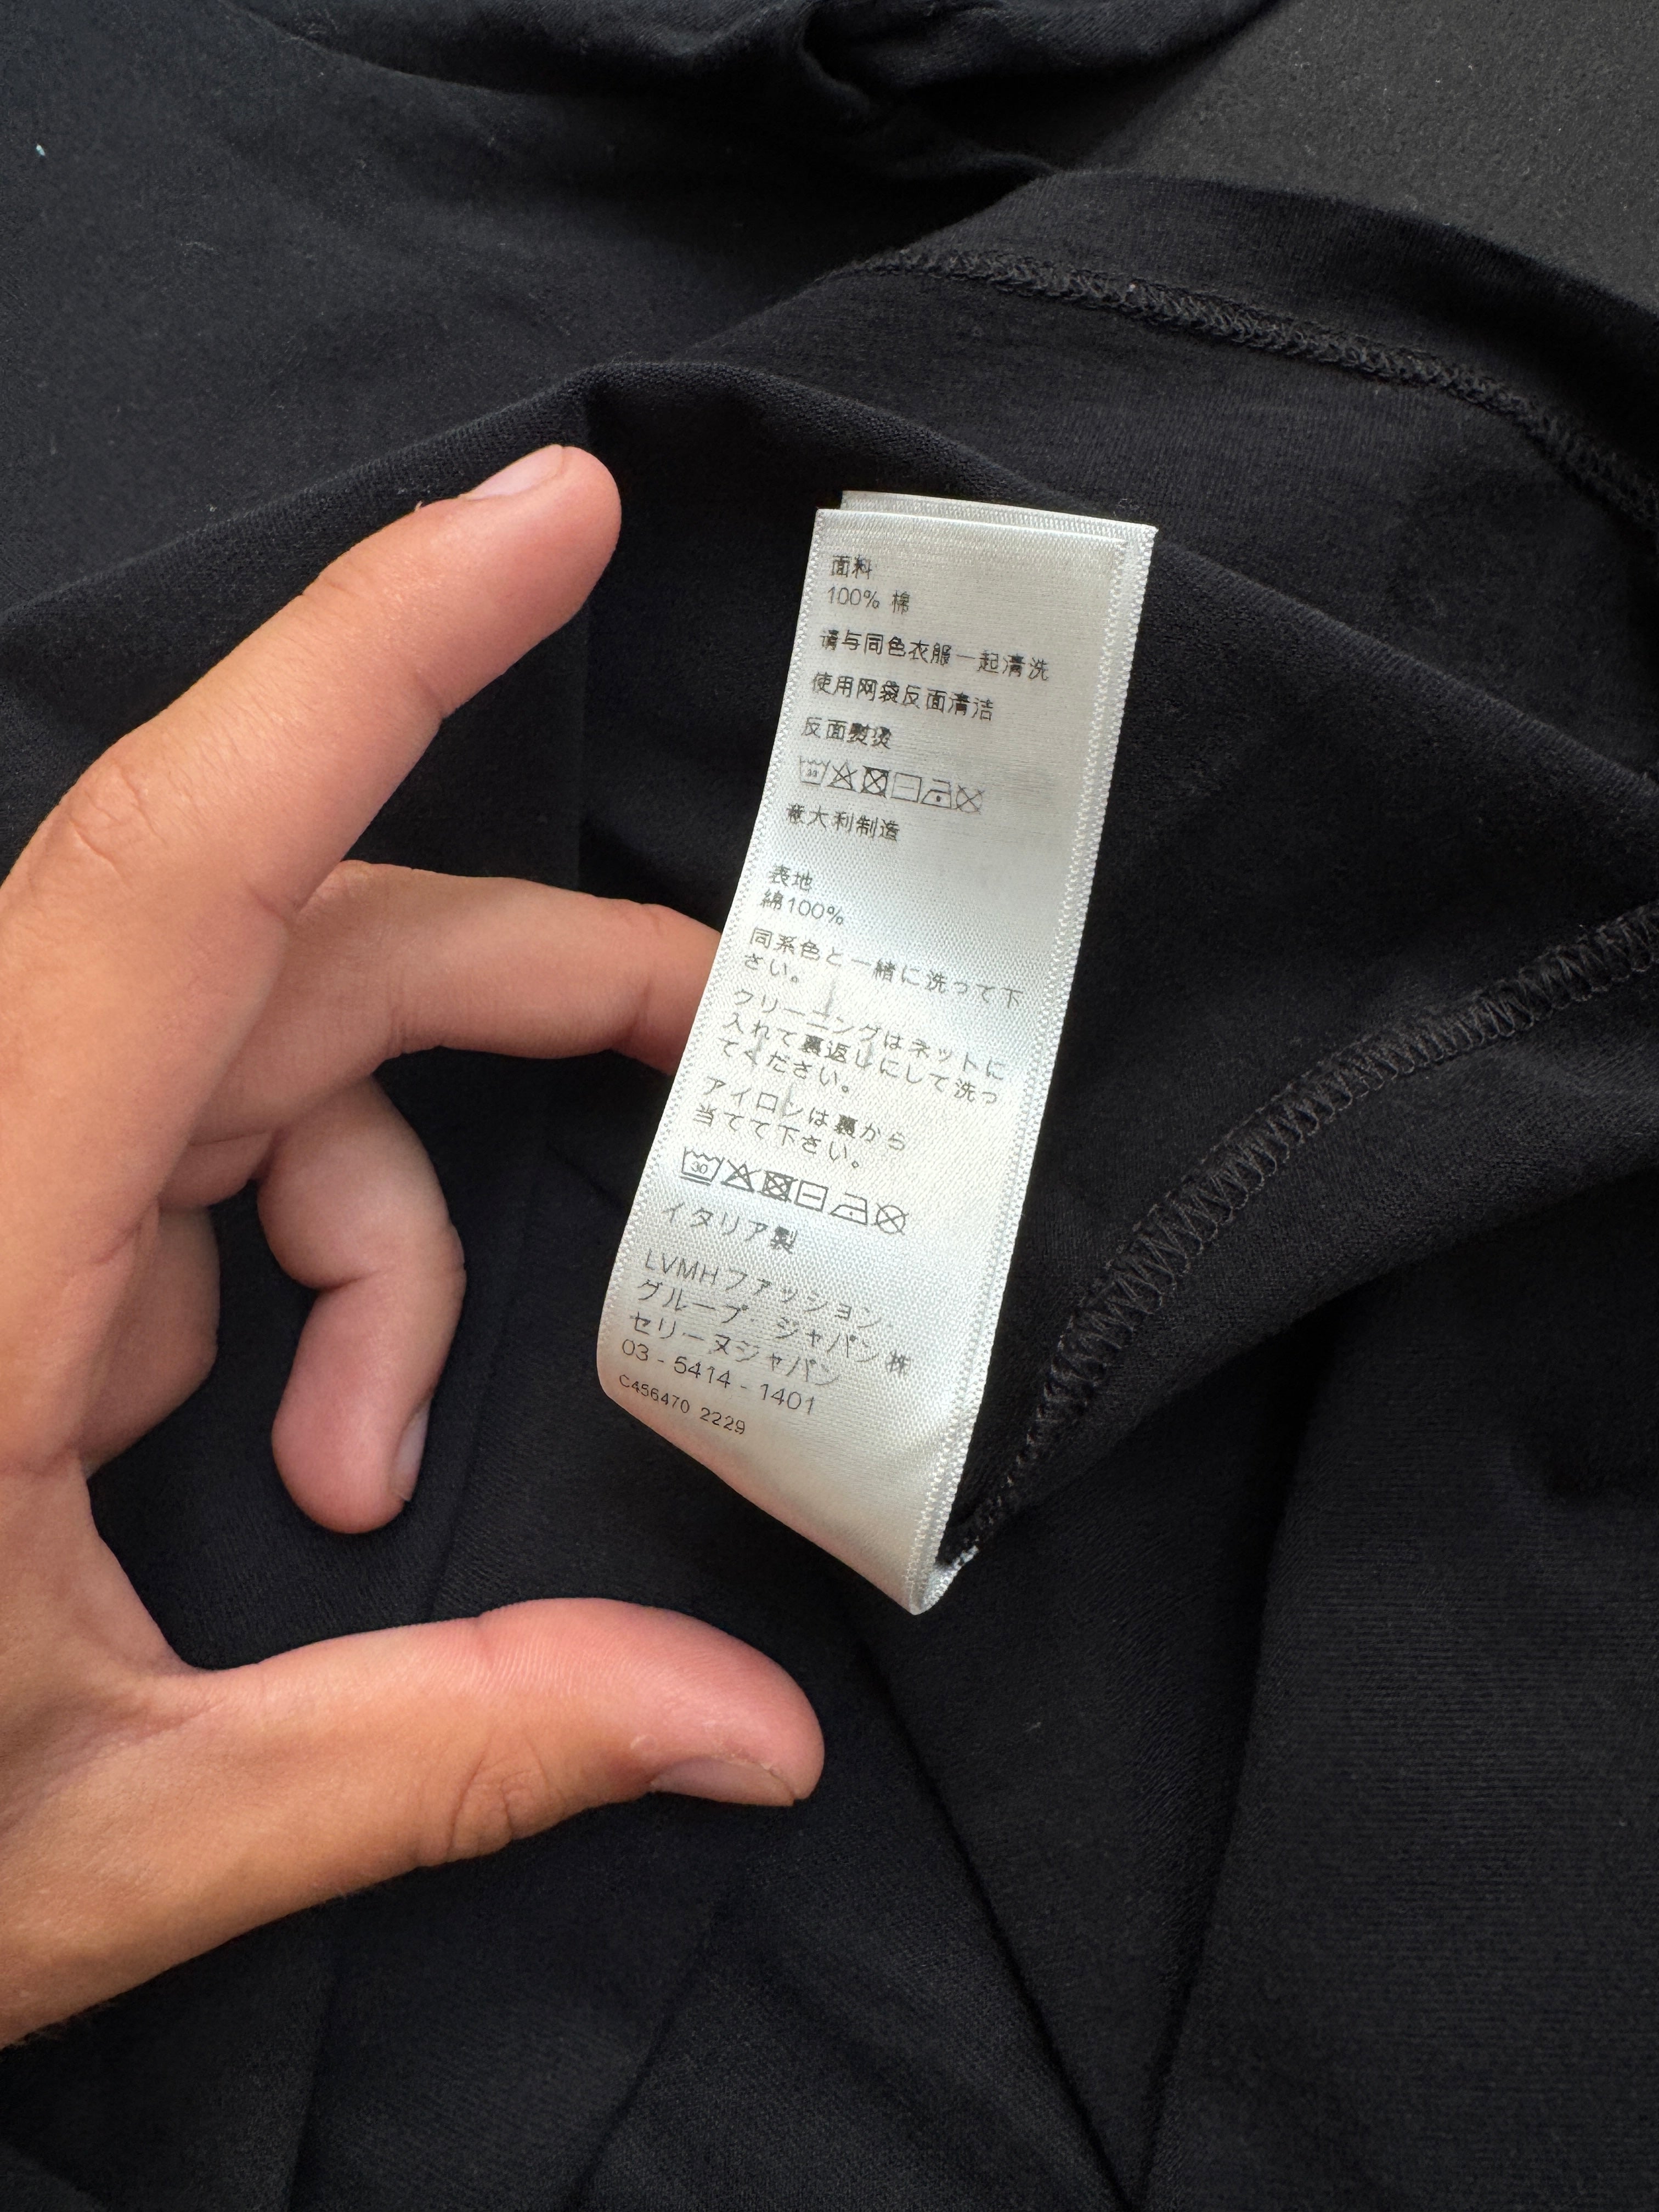 面料
100% 棉
请与同色衣服一起清洗
使用网袋反面清洁
反面熨烫
30
意大利制造
表地
綿100%
同系色と一緒に洗って下
さい。
クリーニングはネットに
入れて裏返しにして洗っ
てください。
アイロンは裏から
当てて下さい。
30
イタリア製
LVMHファッション・
グループ・ジャパン㈱
セリーヌジャパン
03 - 5414 - 1401
C456470 2229